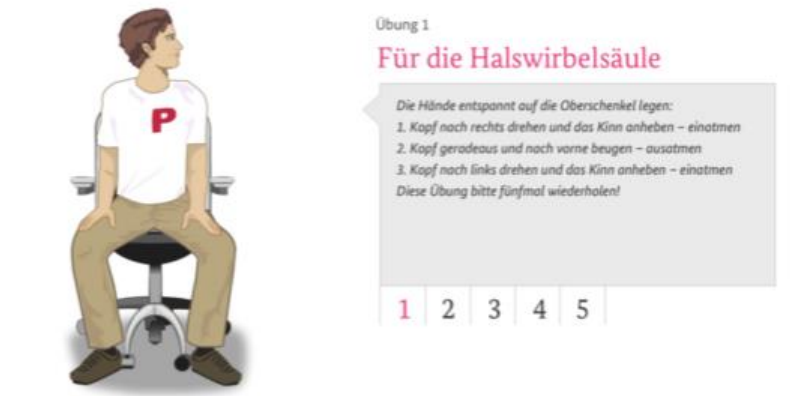 Übung 1
Für die Halswirbelsäule
Die Hände entspannt auf die Oberschenkel legen:
1. Kopf nach rechts drehen und das Kinn anheben – einatmen
2. Kopf geradeaus und nach vorne beugen – ausatmen
3. Kopf nach links drehen und das Kinn anheben – einatmen
Diese Übung bitte fünfmal wiederholen!
P
1 2 3 4 5